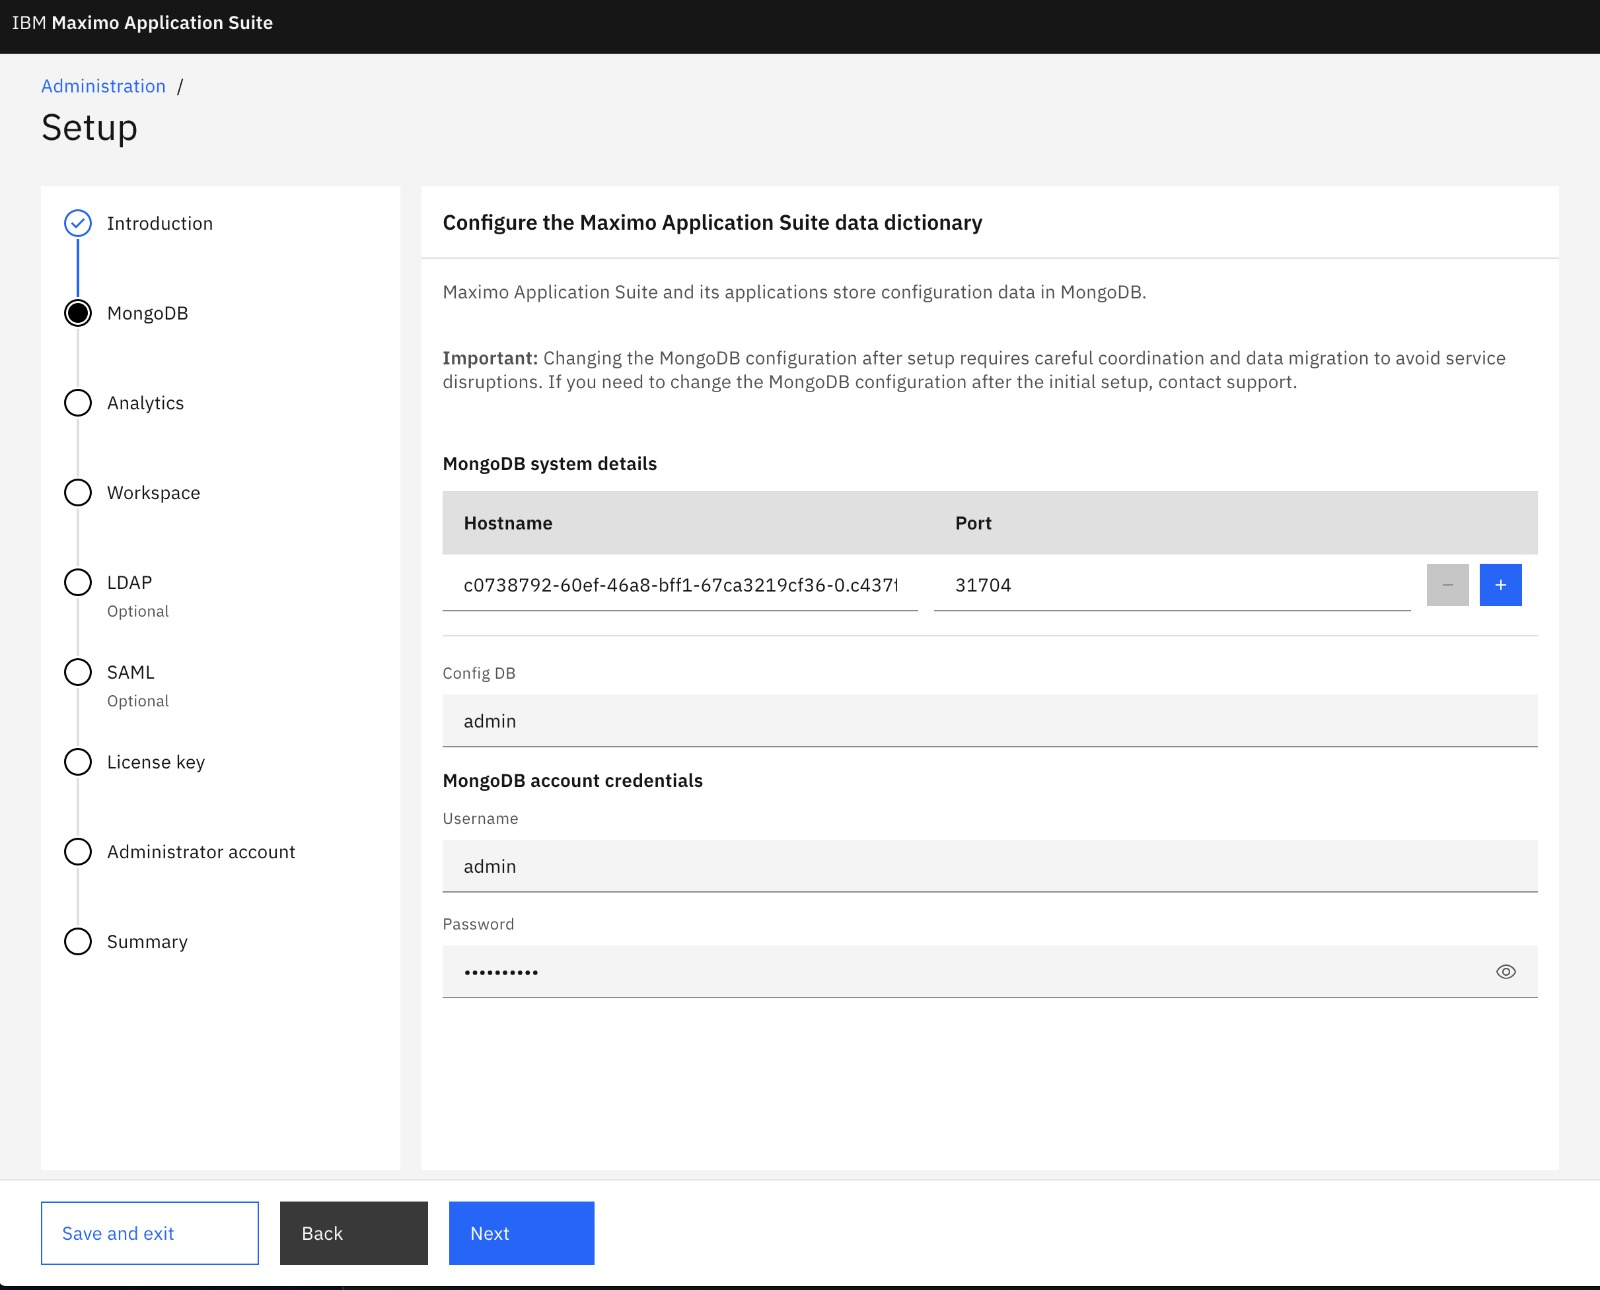 IBM Maximo Application Suite
Administration /
Setup
Introduction
MongoDB
Analytics
Workspace
LDAP
Optional
SAML
Optional
License key
Administrator account
Summary
Configure the Maximo Application Suite data dictionary
Maximo Application Suite and its applications store configuration data in MongoDB.
Important: Changing the MongoDB configuration after setup requires careful coordination and data migration to avoid service
disruptions. If you need to change the MongoDB configuration after the initial setup, contact support.
MongoDB system details
Hostname Port
c0738792-60ef-46a8-bff1-67ca3219cf36-0.c437 31704
Config DB
admin
MongoDB account credentials
Username
admin
Password
••••••••••
Save and exit Back Next